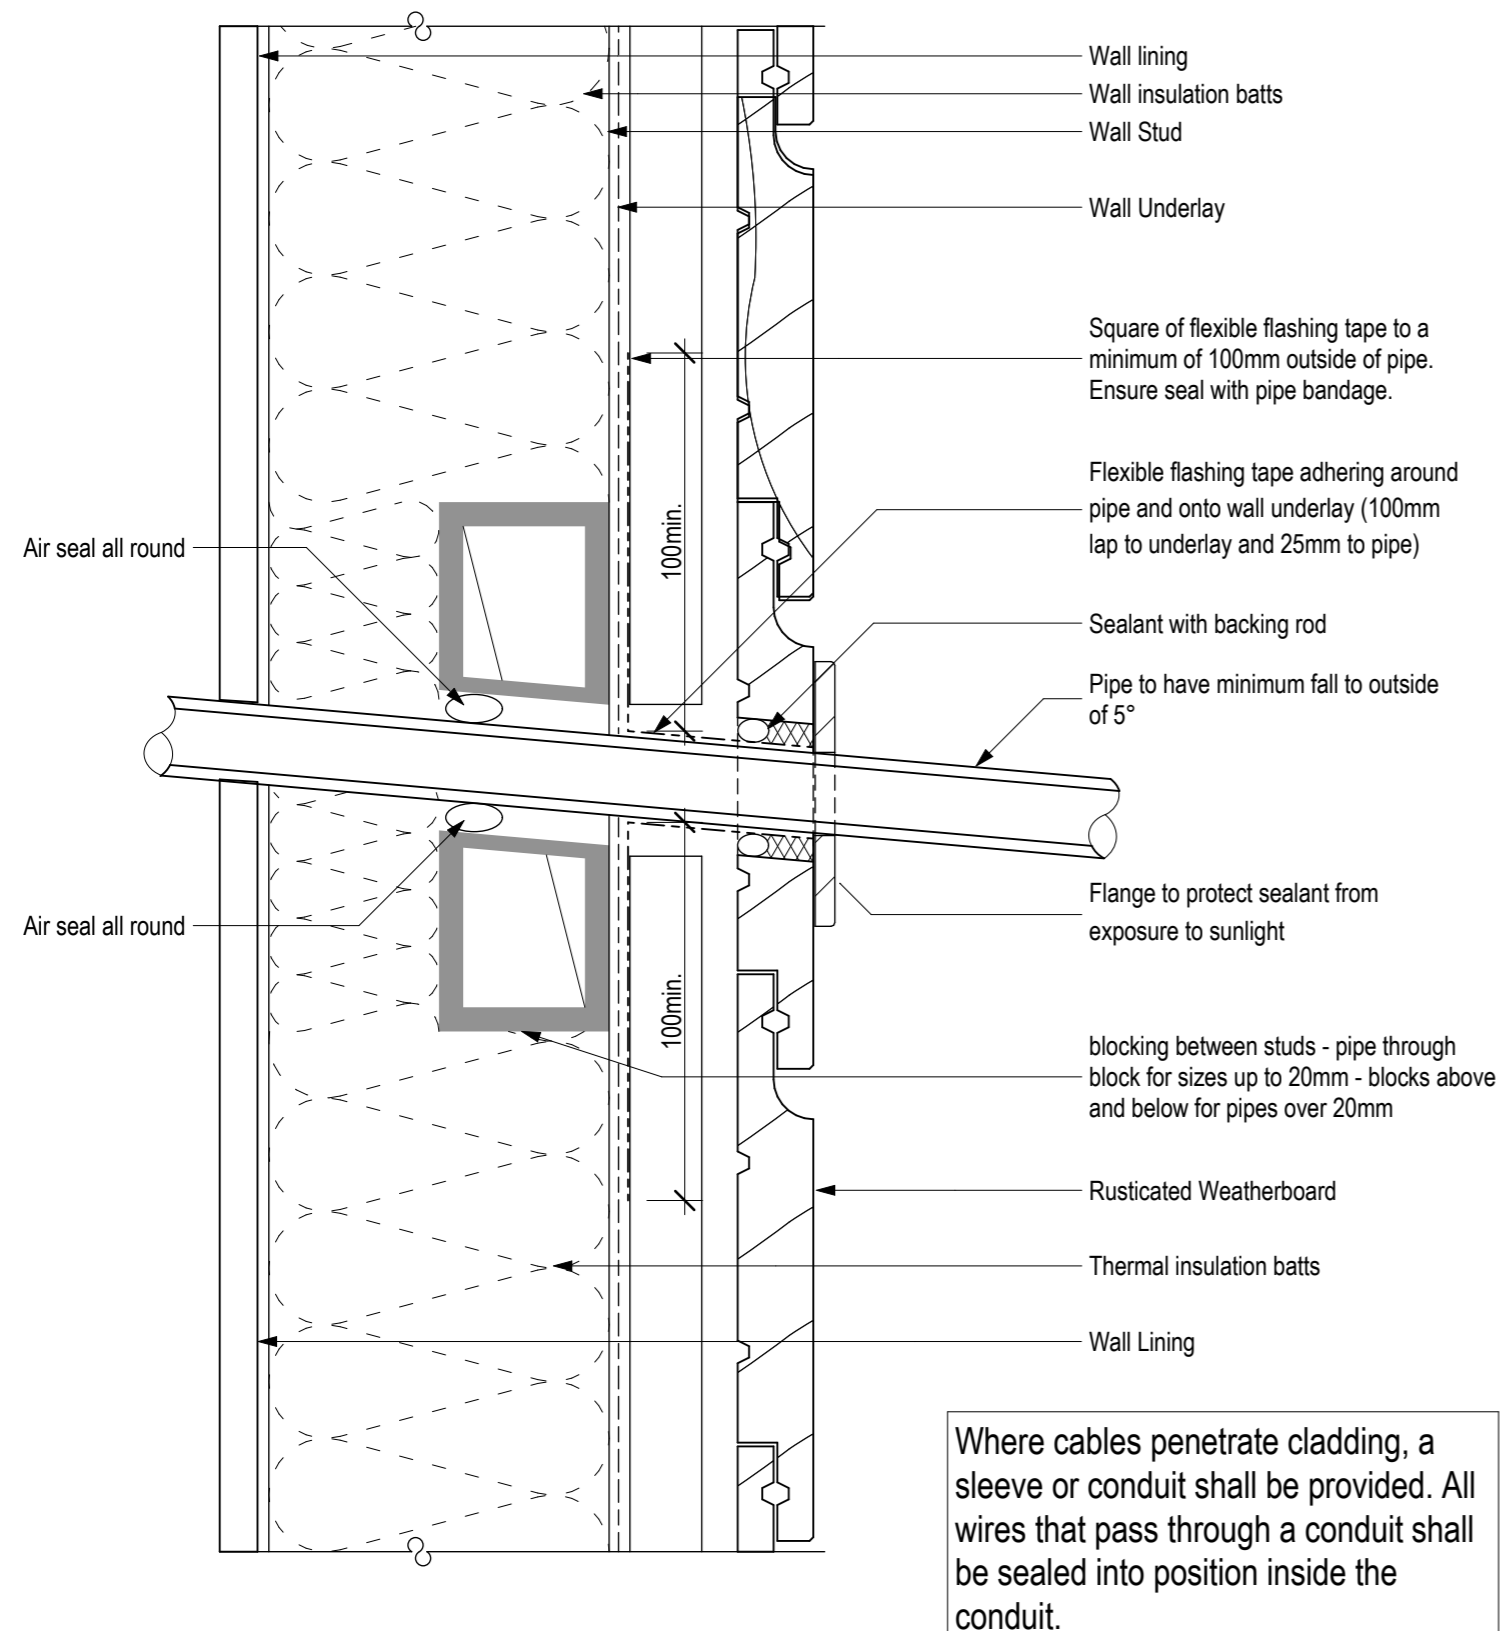 Wall lining
Wall insulation batts
Wall Stud
Wall Underlay
Square of flexible flashing tape to a
minimum of 100mm outside of pipe.
Ensure seal with pipe bandage.
Flexible flashing tape adhering around
pipe and onto wall underlay (100mm
lap to underlay and 25mm to pipe)
100min.
Air seal all round
Sealant with backing rod
Pipe to have minimum fall to outside
of 5°
Flange to protect sealant from
exposure to sunlight
Air seal all round
100min.
blocking between studs - pipe through
block for sizes up to 20mm - blocks above
and below for pipes over 20mm
Rusticated Weatherboard
Thermal insulation batts
Wall Lining
Where cables penetrate cladding, a
sleeve or conduit shall be provided. All
wires that pass through a conduit shall
be sealed into position inside the
conduit.